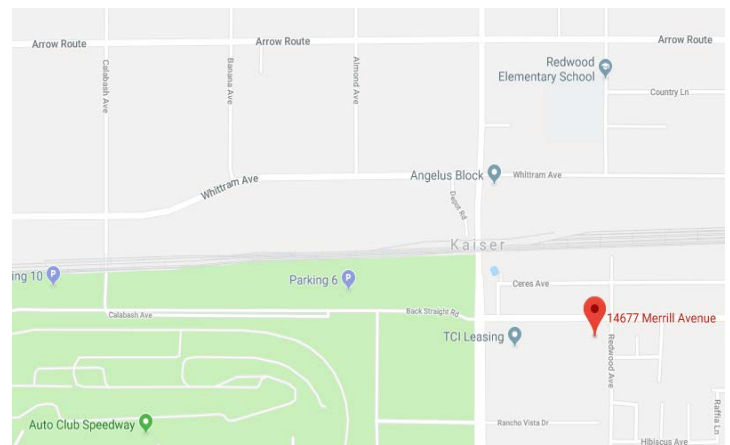 Arrow Route
Arrow Route
Arrow Route
Redwood
Elementary School
Calabash Ave
Banana Ave
Almond Ave
Country Ln
Whittram Ave
Angelus Block
Whittram Ave
Depot Rd
Kaiser
ing 10
P
Parking 6
P
Ceres Ave
Calabash Ave
Back Straight Rd
14677 Merrill Avenue
TCI Leasing
Redwood Ave
Auto Club Speedway
Rancho Vista Dr
Raffia Ln
Hibiscus Ave